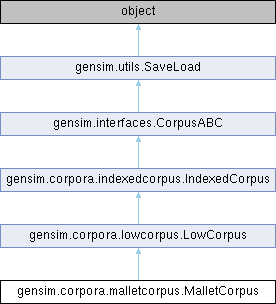 object
gensim.utils.SaveLoad
gensim.interfaces.CorpusABC
gensim.corpora.indexedcorpus.IndexedCorpus
gensim.corpora.lowcorpus.LowCorpus
gensim.corpora.malletcorpus.MalletCorpus